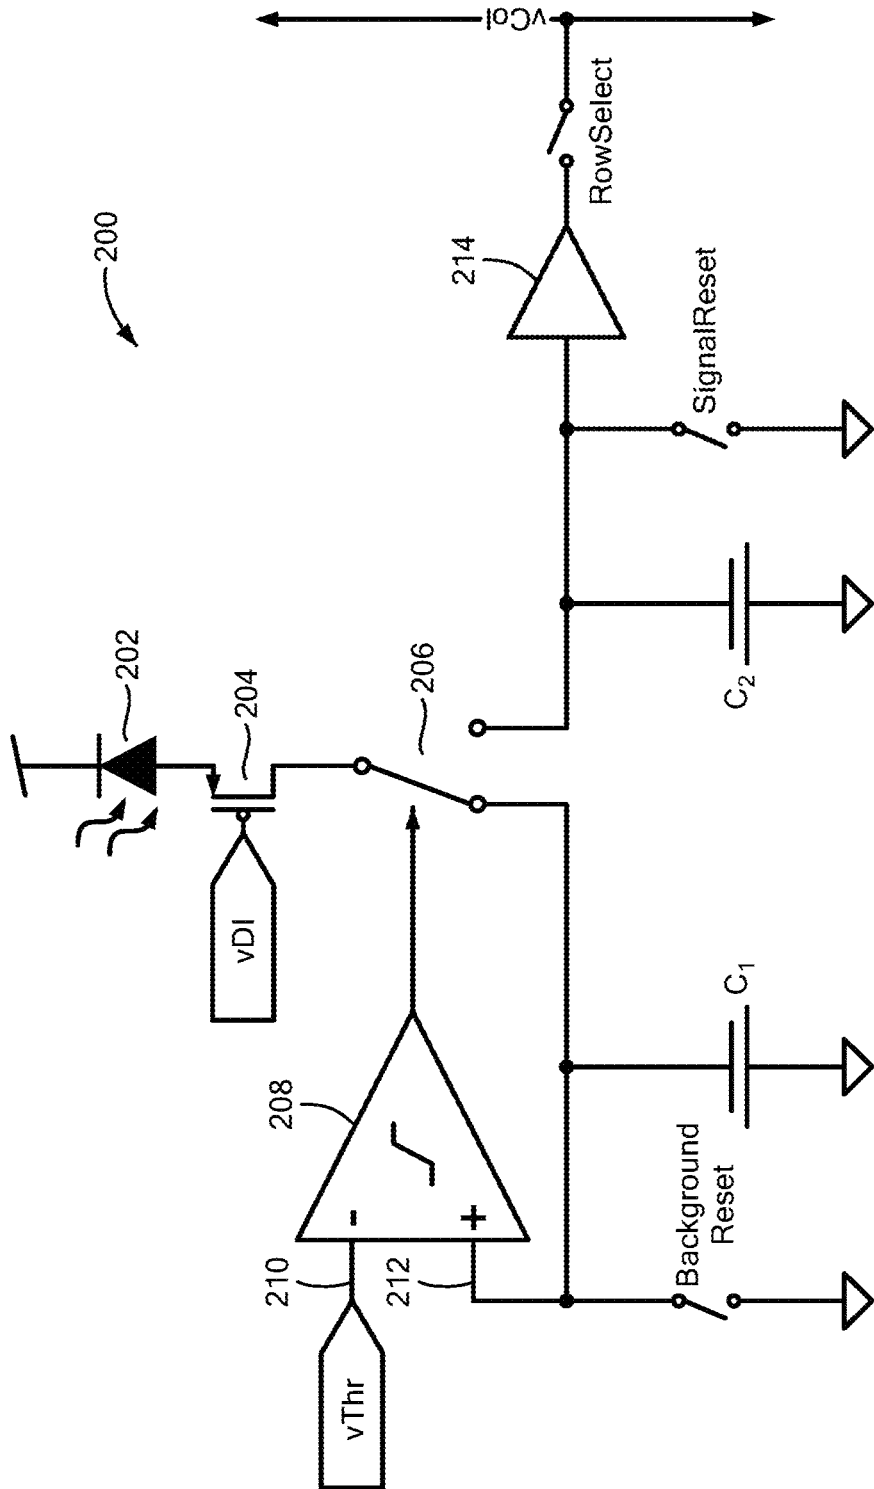 200
202
vDI
204
206
208
-
+
vThr
210
212
Background
Reset
C1
C2
SignalReset
214
RowSelect
vCol